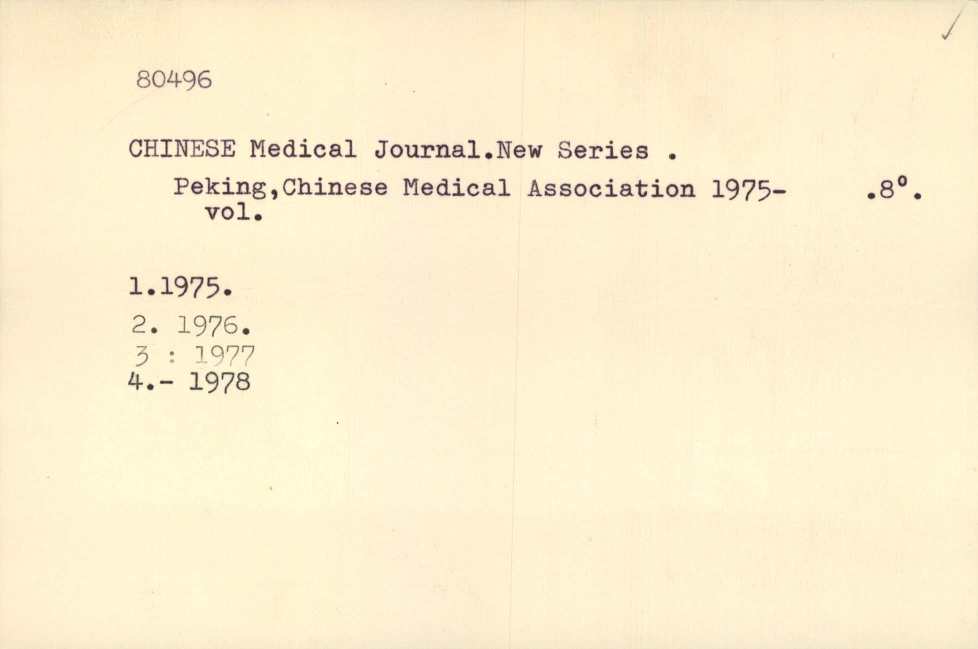 80496
CHINESE Medical Journal.New Series .
Peking,Chinese Medical Association 1975- .8°.
vol.
1.1975.
2. 1976.
3 : 1977
4.- 1978